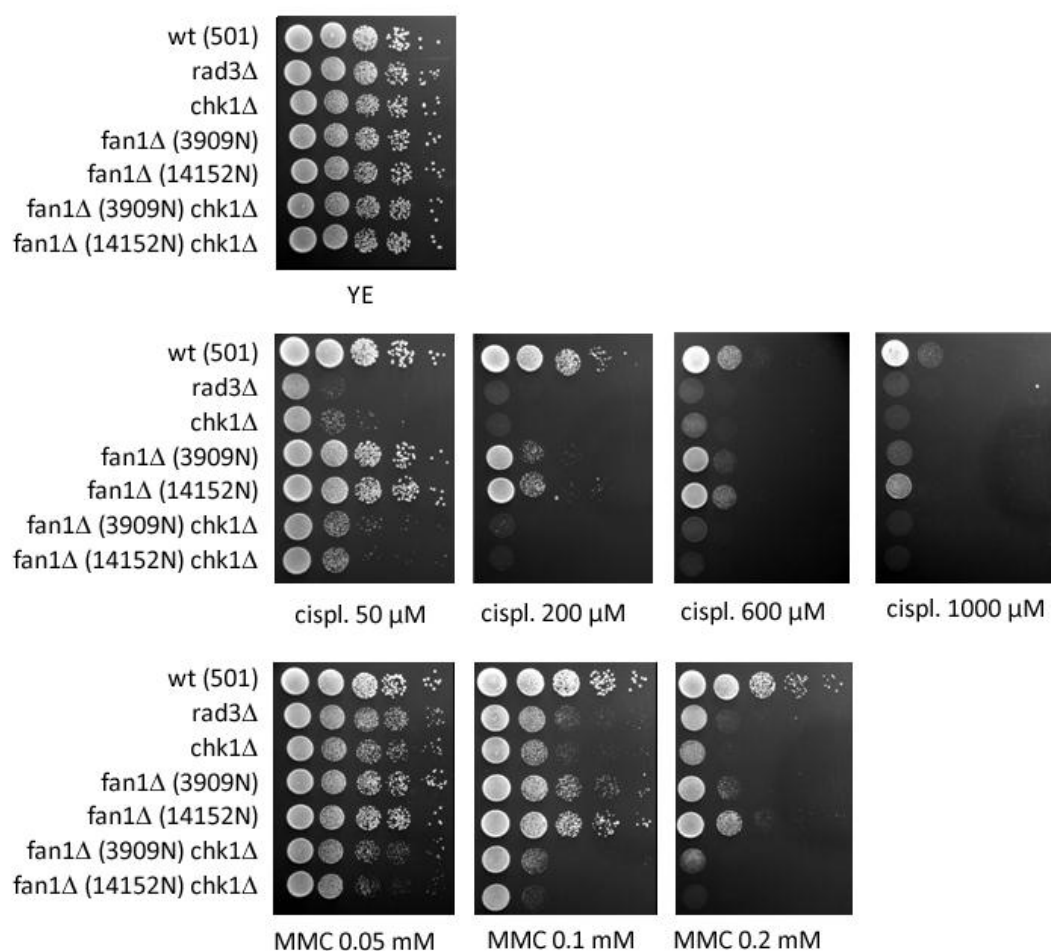 wt (501)
rad3Δ
chk1Δ
fan1Δ (3909N)
fan1Δ (14152N)
fan1Δ (3909N) chk1Δ
fan1Δ (14152N) chk1Δ
YE
wt (501)
rad3Δ
chk1Δ
fan1Δ (3909N)
fan1Δ (14152N)
fan1Δ (3909N) chk1Δ
fan1Δ (14152N) chk1Δ
cispl. 50 µM cispl. 200 µM cispl. 600 µM cispl. 1000 µM
wt (501)
rad3Δ
chk1Δ
fan1Δ (3909N)
fan1Δ (14152N)
fan1Δ (3909N) chk1Δ
fan1Δ (14152N) chk1Δ
MMC 0.05 mM MMC 0.1 mM MMC 0.2 mM